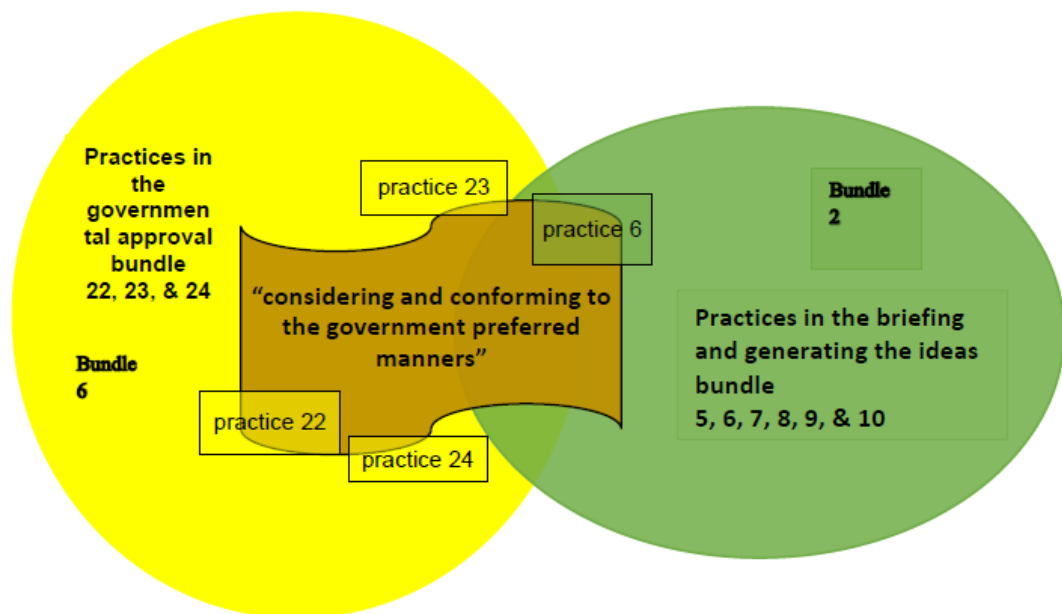 Practices in
the
governmen
tal approval
bundle
22, 23, & 24
Bundle
6
practice 23
practice 6
“considering and conforming to
the government preferred
manners”
practice 22
practice 24
Bundle
2
Practices in the briefing
and generating the ideas
bundle
5, 6, 7, 8, 9, & 10